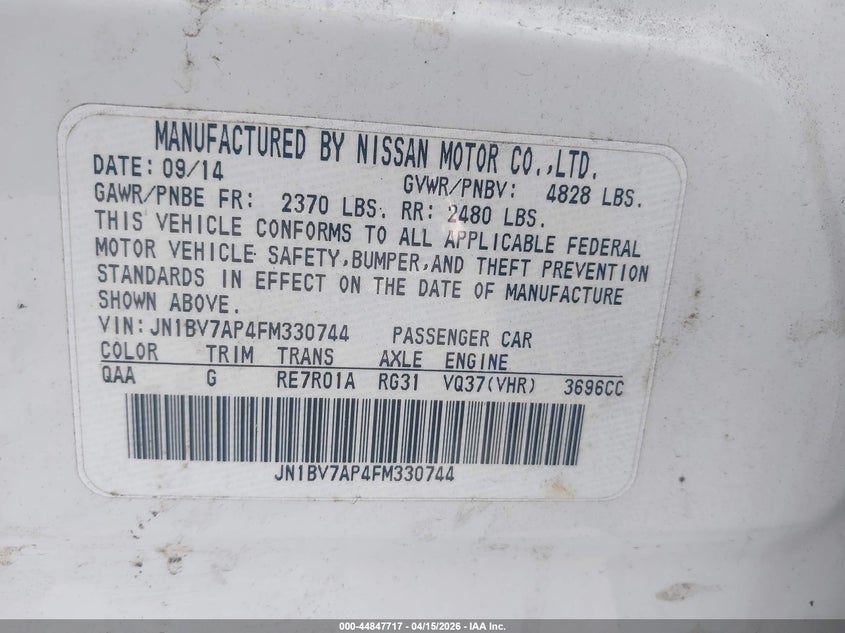 MANUFACTURED BY NISSAN MOTOR CO.,LTD.
DATE: 09/14 GVWR/PNBV: 4828 LBS.
GAWR/PNBE FR: 2370 LBS. RR: 2480 LBS.
THIS VEHICLE CONFORMS TO ALL APPLICABLE FEDERAL
MOTOR VEHICLE SAFETY,BUMPER,AND THEFT PREVENTION
STANDARDS IN EFFECT ON THE DATE OF MANUFACTURE
SHOWN ABOVE.
VIN: JN1BV7AP4FM330744 PASSENGER CAR
COLOR TRIM TRANS AXLE ENGINE
QAA G RE7R01A RG31 VQ37(VHR) 3696CC
JN1BV7AP4FM330744
000-44847717 - 04/15/2026 - IAA Inc.